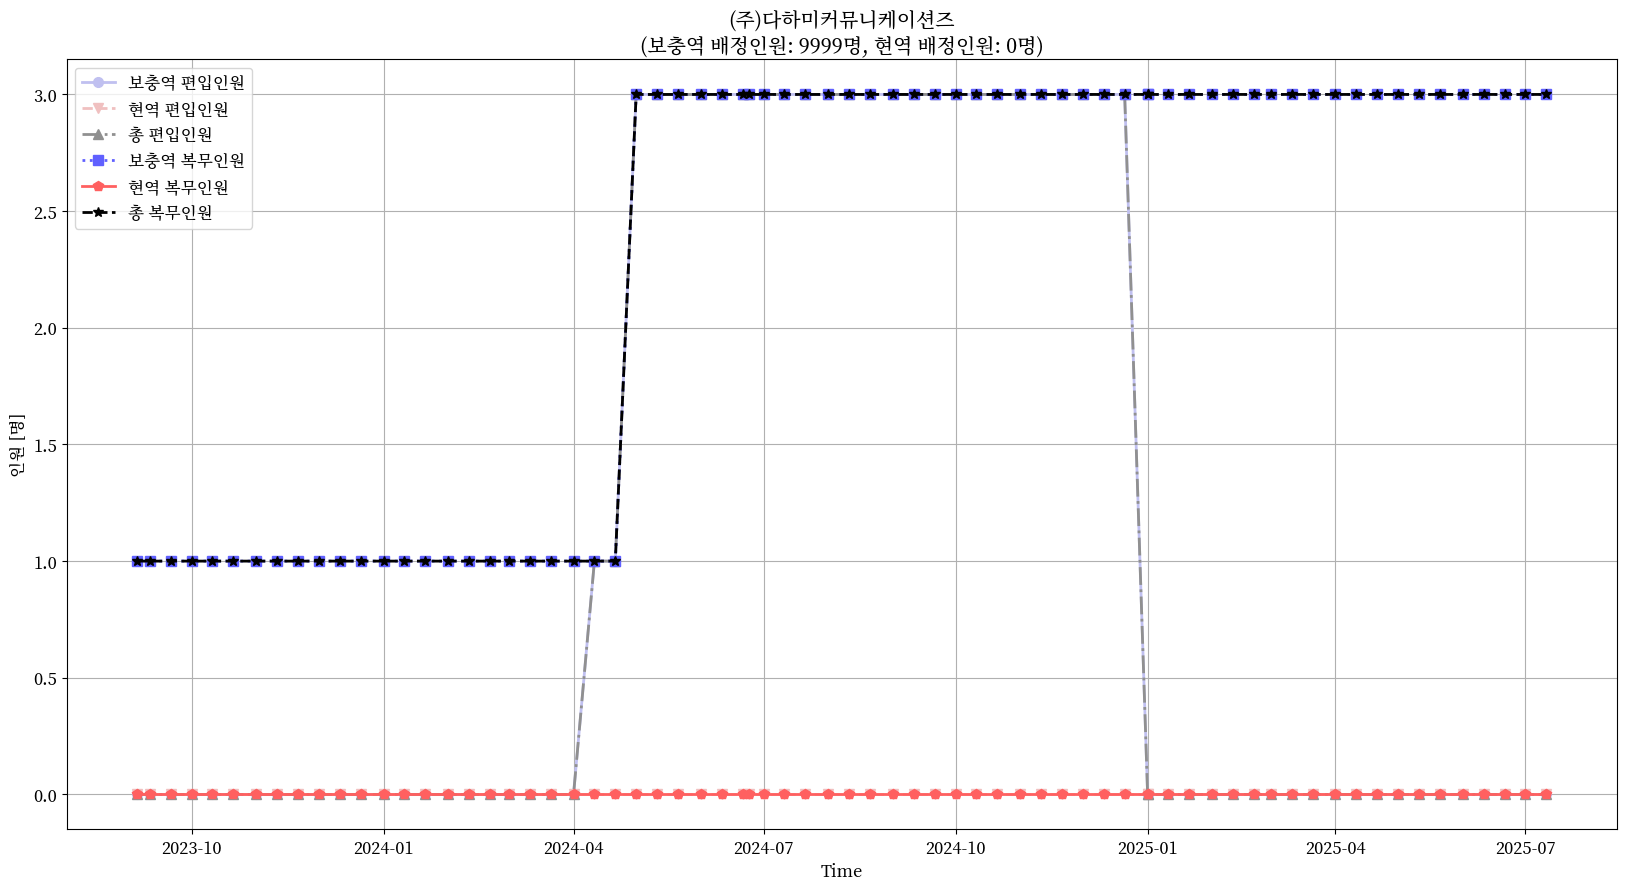 (주)다하미커뮤니케이션즈
(보충역 배정인원: 9999명, 현역 배정인원: 0명)
보충역 편입인원
현역 편입인원
총 편입인원
보충역 복무인원
현역 복무인원
총 복무인원
3.0
2.5
2.0
1.5
1.0
0.5
0.0
인원 [명]
2023-10
2024-01
2024-04
2024-07
2024-10
2025-01
2025-04
2025-07
Time